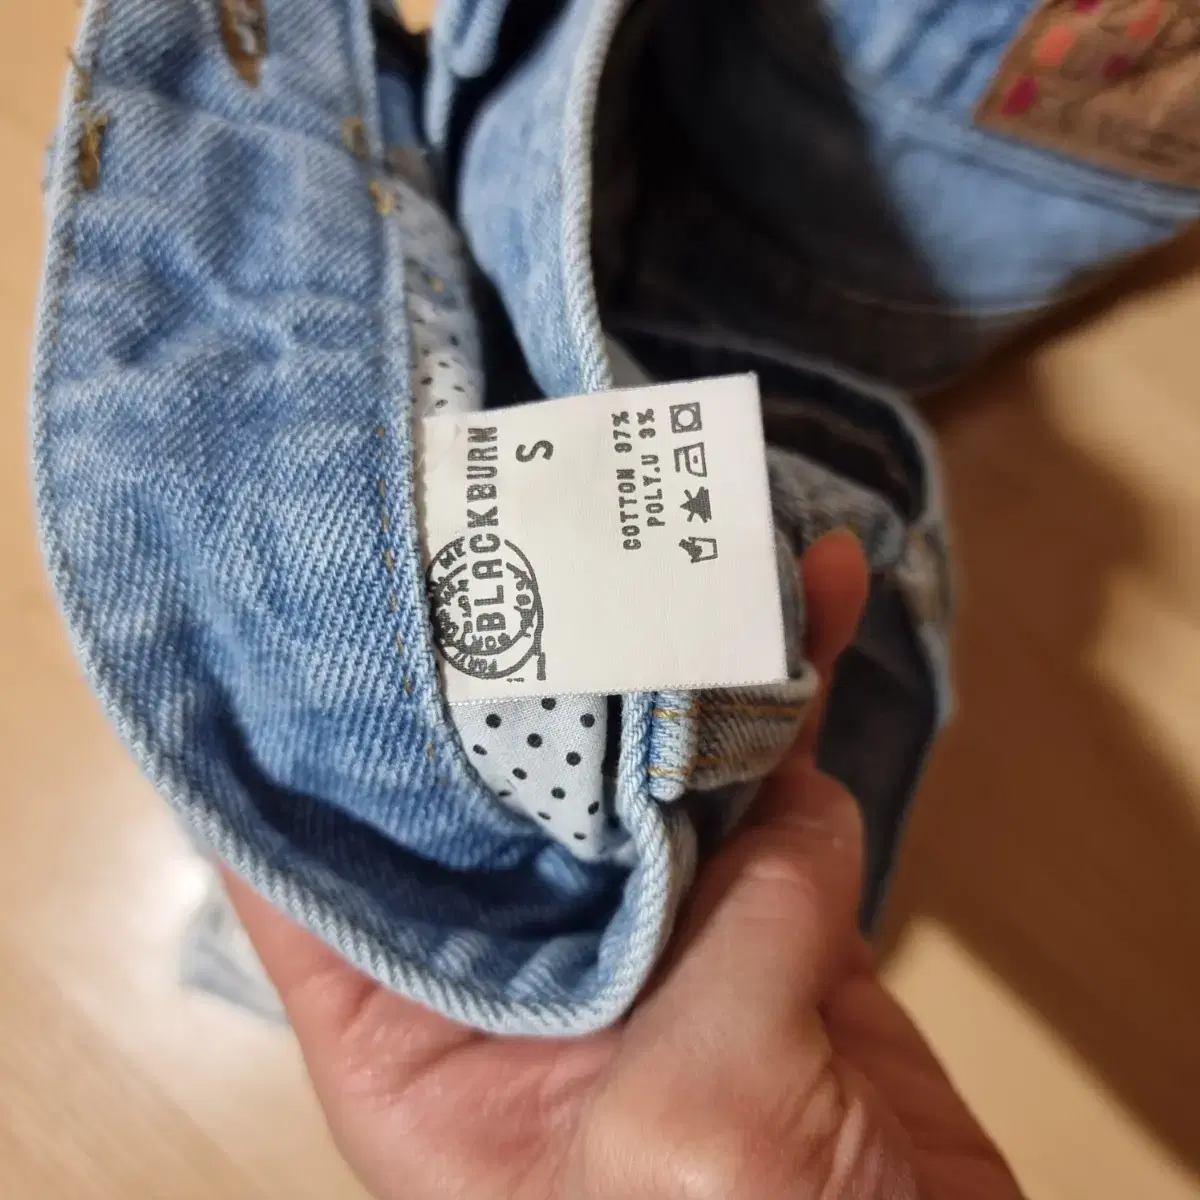 BLACKBURN
S
COTTON 97%
POLY.U 3%